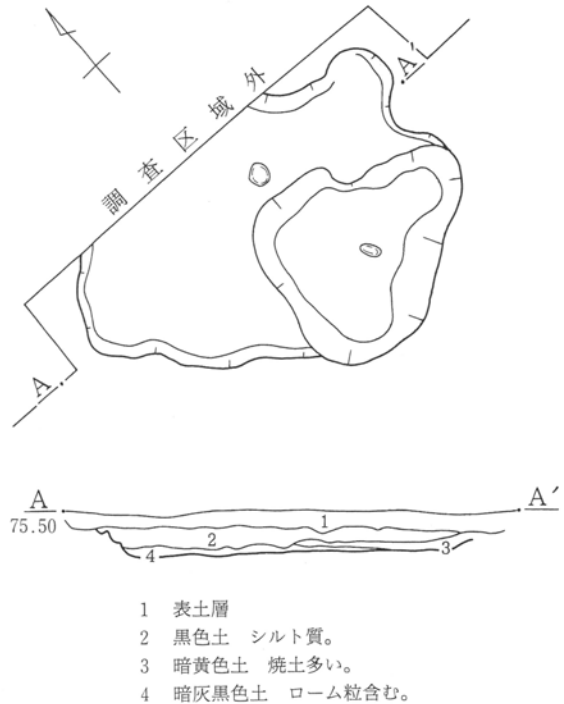 調査区域外
A′
A
A
A′
75.50
1
2
3
4
1 表土層
2 黒色土 シルト質。
3 暗黄色土 焼土多い。
4 暗灰黒色土 ローム粒含む。